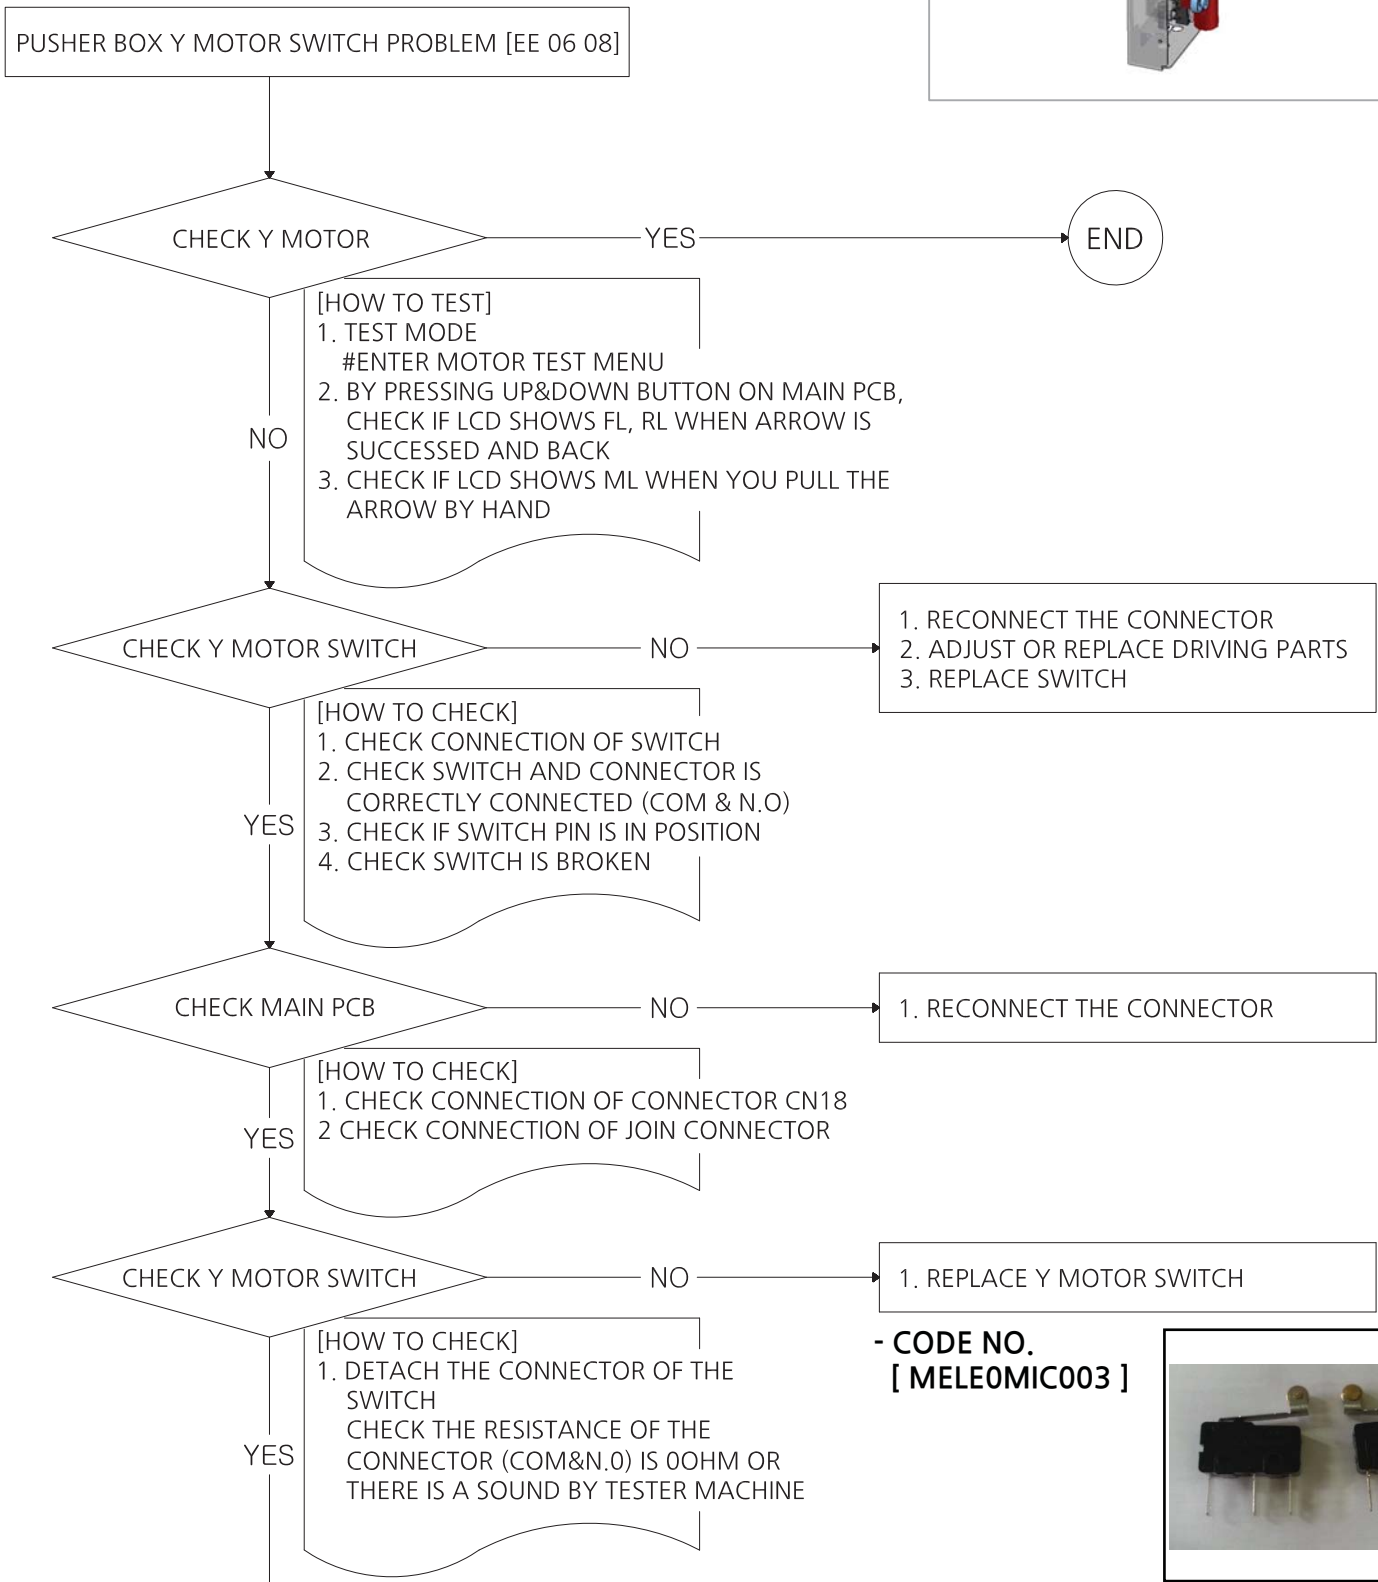 PUSHER BOX Y MOTOR SWITCH PROBLEM [EE 06 08]
CHECK Y MOTOR
YES
END
[HOW TO TEST]
1. TEST MODE
#ENTER MOTOR TEST MENU
2. BY PRESSING UP&DOWN BUTTON ON MAIN PCB,
CHECK IF LCD SHOWS FL, RL WHEN ARROW IS
SUCCESSED AND BACK
3. CHECK IF LCD SHOWS ML WHEN YOU PULL THE
ARROW BY HAND
NO
CHECK Y MOTOR SWITCH
NO
1. RECONNECT THE CONNECTOR
2. ADJUST OR REPLACE DRIVING PARTS
3. REPLACE SWITCH
[HOW TO CHECK]
1. CHECK CONNECTION OF SWITCH
2. CHECK SWITCH AND CONNECTOR IS
CORRECTLY CONNECTED (COM & N.O)
3. CHECK IF SWITCH PIN IS IN POSITION
4. CHECK SWITCH IS BROKEN
YES
CHECK MAIN PCB
NO
1. RECONNECT THE CONNECTOR
[HOW TO CHECK]
1. CHECK CONNECTION OF CONNECTOR CN18
2 CHECK CONNECTION OF JOIN CONNECTOR
YES
CHECK Y MOTOR SWITCH
NO
1. REPLACE Y MOTOR SWITCH
- CODE NO.
[ MELE0MIC003 ]
[HOW TO CHECK]
1. DETACH THE CONNECTOR OF THE
SWITCH
CHECK THE RESISTANCE OF THE
CONNECTOR (COM&N.0) IS 0OHM OR
THERE IS A SOUND BY TESTER MACHINE
YES